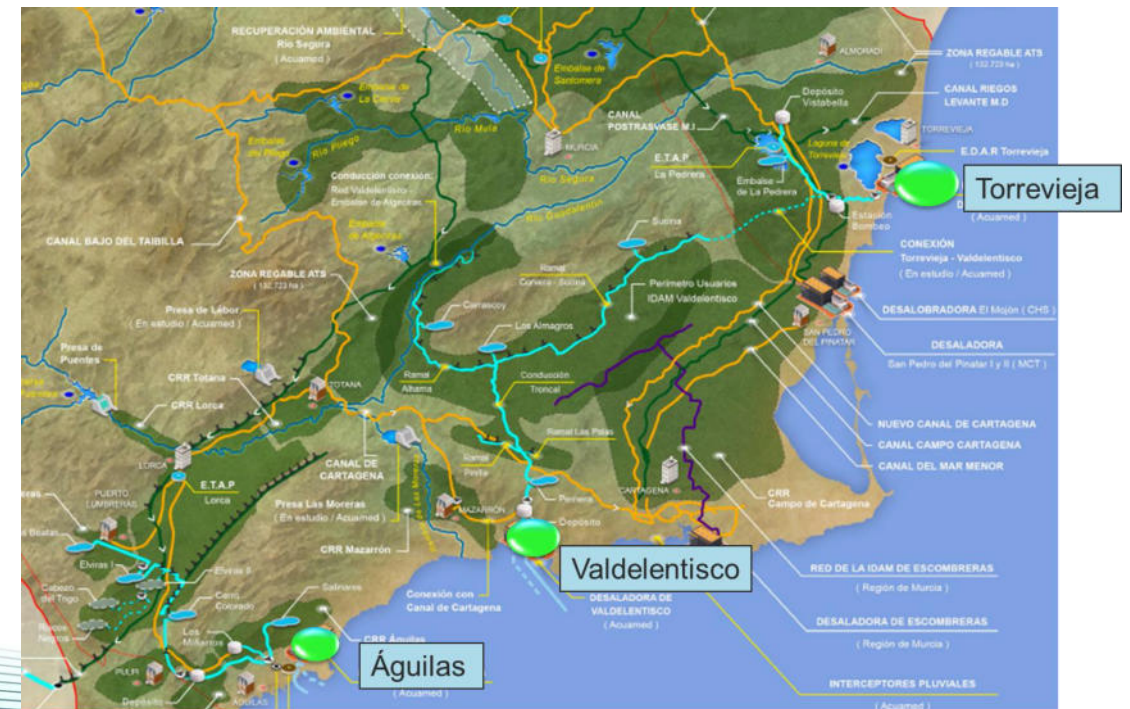 RECUPERACIÓN AMBIENTAL
Río Segura
( Acuamed )
ALMORADÍ
ZONA REGABLE ATS
( 132.723 ha )
Embalse de
Santomera
Embalse de
La Cierva
Depósito
Vistabella
CANAL RIEGOS
LEVANTE M.D
CANAL
POSTRASVASE M.I
Río Mula
MURCIA
TORREVIEJA
Laguna de
Torrevieja
E.D.A.R Torrevieja
E.T.A.P
La Pedrera
Embalse
de La Pedrera
Río Pliego
Embalse
del Pliego
Río Segura
Conducción conexión:
Red Valdelentisco -
Embalse de Algeciras
Torrevieja
( Acuamed )
Río Guadalentín
Estación
Bombeo
Sucina
Embalse
de Algeciras
CANAL BAJO DEL TAIBILLA
CONEXIÓN
Torrevieja - Valdelentisco
( En estudio / Acuamed )
ZONA REGABLE ATS
( 132.723 ha )
Ramal
Corvera - Sucina
Perímetro Usuarios
IDAM Valdelentisco
Carrascoy
Presa de Lébor
( En estudio / Acuamed )
DESALOBRADORA El Mojón ( CHS )
Los Almagros
SAN PEDRO
DEL PINATAR
DESALADORA
San Pedro del Pinatar I y II ( MCT )
Presa de
Puentes
Ramal
Alhama
Conducción
Troncal
CRR Totana
TOTANA
CRR Lorca
NUEVO CANAL DE CARTAGENA
CANAL CAMPO CARTAGENA
CANAL DEL MAR MENOR
Ramal Las Palas
LORCA
CANAL DE
CARTAGENA
Ramal
Pinilla
E.T.A.P
Lorca
CARTAGENA
CRR
Campo de Cartagena
PUERTO
LUMBRERAS
Presa Las Moreras
( En estudio / Acuamed )
MAZARRÓN
Depósito
CRR Mazarrón
Elviras I
Elviras II
Valdelentisco
RED DE LA IDAM DE ESCOMBRERAS
( Región de Murcia )
Cabezo
del Trigo
Cerro
Colorado
Conexión con
Canal de Cartagena
DESALADORA DE
VALDELENTISCO
( Acuamed )
DESALADORA DE ESCOMBRERAS
( Región de Murcia )
CRR Águilas
Águilas
( Acuamed )
PULPÍ
Depósito
ÁGUILAS
INTERCEPTORES PLUVIALES
( Acuamed )